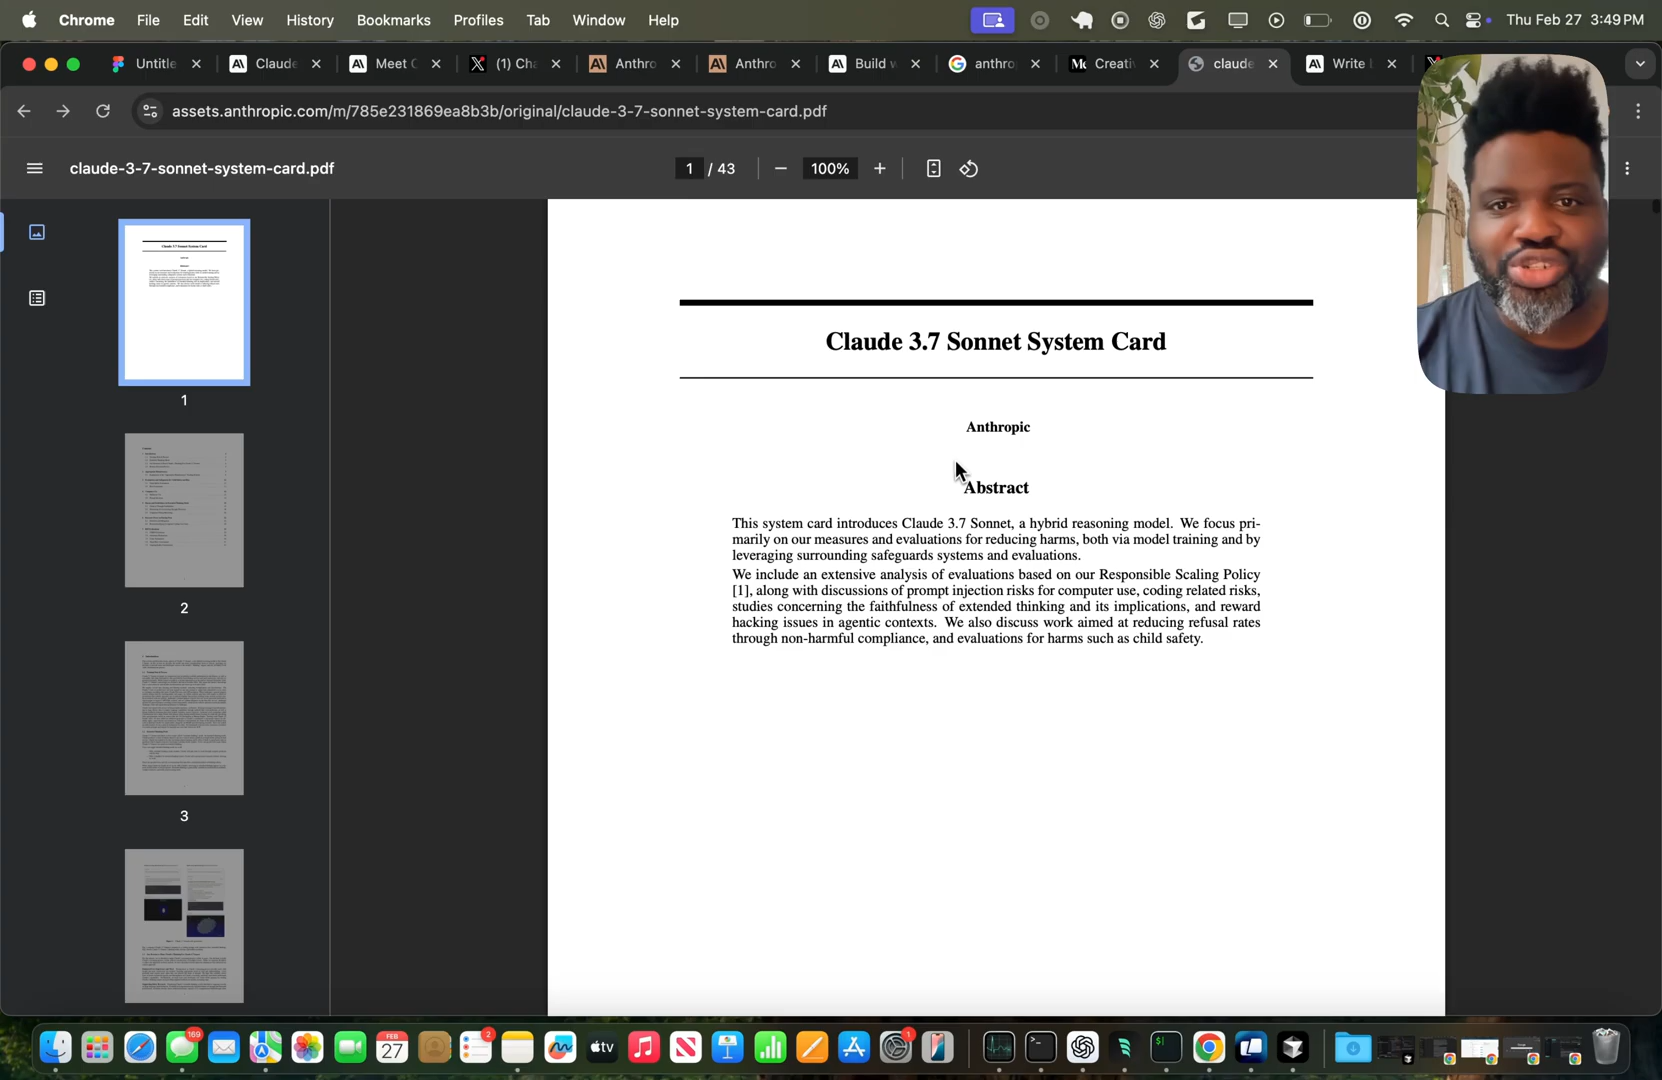 Chrome File Edit View History Bookmarks Profiles Tab Window Help Thu Feb 27 3:49 PM
Untitle Claude Meet C (1) Cha Anthro Anthro Build w anthro Creativ claude Write
assets.anthropic.com/m/785e231869ea8b3b/original/claude-3-7-sonnet-system-card.pdf
claude-3-7-sonnet-system-card.pdf 1 / 43 100%
Claude 3.7 Sonnet System Card
1
Anthropic
Abstract
This system card introduces Claude 3.7 Sonnet, a hybrid reasoning model. We focus pri-
marily on our measures and evaluations for reducing harms, both via model training and by
leveraging surrounding safeguards systems and evaluations.
We include an extensive analysis of evaluations based on our Responsible Scaling Policy
[1], along with discussions of prompt injection risks for computer use, coding related risks,
studies concerning the faithfulness of extended thinking and its implications, and reward
hacking issues in agentic contexts. We also discuss work aimed at reducing refusal rates
through non-harmful compliance, and evaluations for harms such as child safety.
2
3
169
FEB
27
2
tv
1